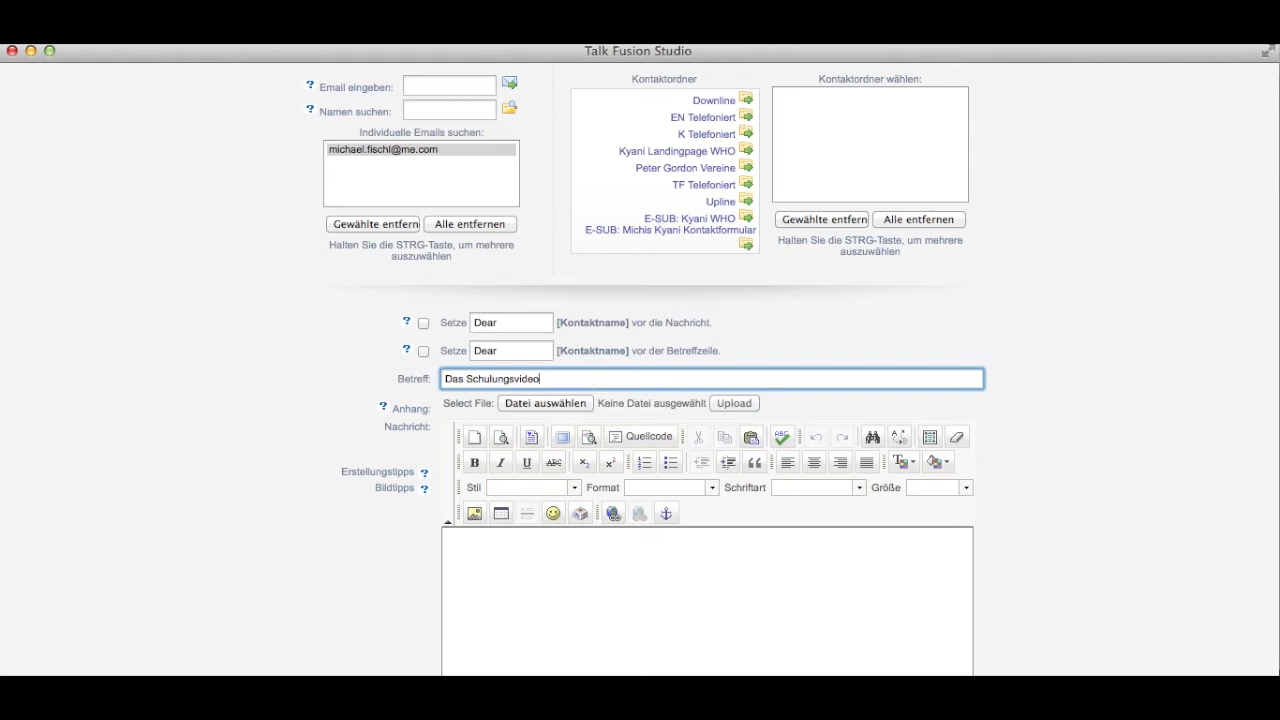 Talk Fusion Studio
? Email eingeben:
? Namen suchen:
Individuelle Emails suchen:
michael.fischl@me.com
Gewählte entfern
Alle entfernen
Halten Sie die STRG-Taste, um mehrere
auszuwählen
Kontaktordner
Downline
EN Telefoniert
K Telefoniert
Kyani Landingpage WHO
Peter Gordon Vereine
TF Telefoniert
Upline
E-SUB: Kyani WHO
E-SUB: Michis Kyani Kontaktformular
Kontaktordner wählen:
Gewählte entfern
Alle entfernen
Halten Sie die STRG-Taste, um mehrere
auszuwählen
? Setze Dear [Kontaktname] vor die Nachricht.
? Setze Dear [Kontaktname] vor der Betreffzeile.
Betreff: Das Schulungsvideo
? Anhang: Select File: Datei auswählen Keine Datei ausgewählt Upload
Nachricht:
Quellcode
ABC
B I U ABC x₂ x²
Erstellungstipps ?
Bildtipps ?
Stil Format Schriftart Größe